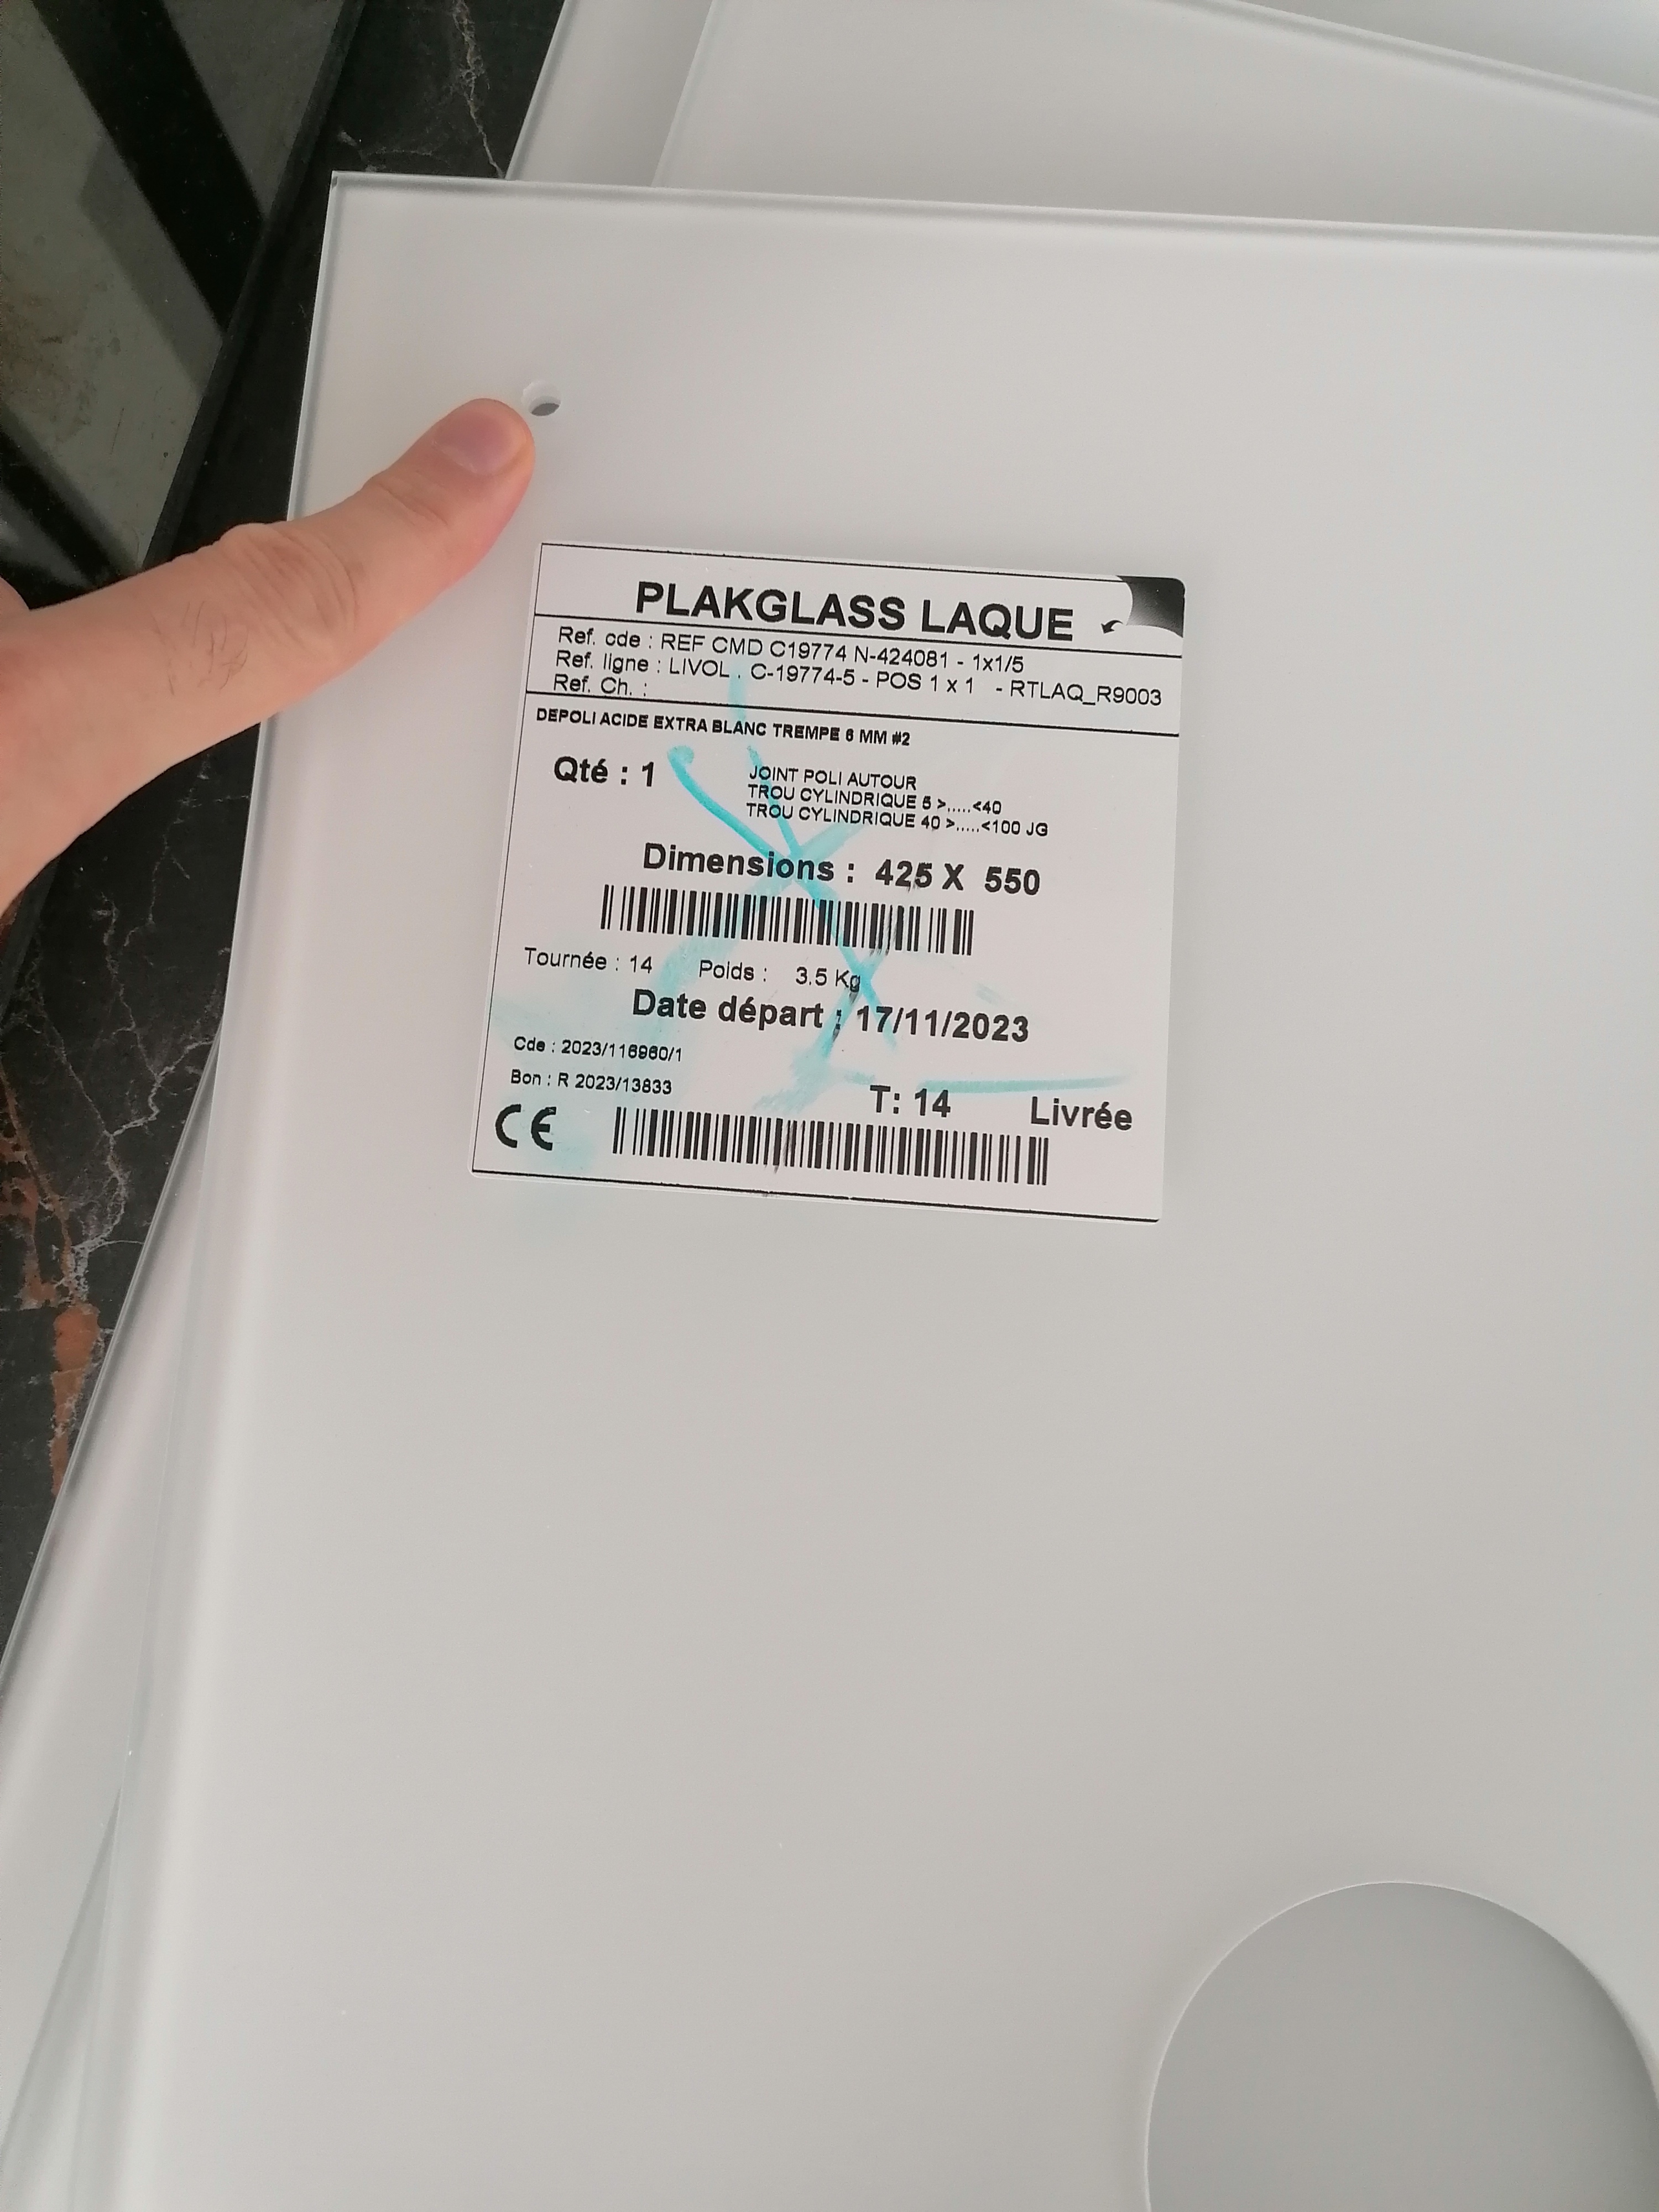 PLAKGLASS LAQUE
Ref. cde : REF CMD C19774 N-424081 - 1x1/5
Ref. ligne : LIVOL . C-19774-5 - POS 1 x 1 - RTLAQ_R9003
Ref. Ch. :
DEPOLI ACIDE EXTRA BLANC TREMPE 6 MM #2
Qté : 1
JOINT POLI AUTOUR
TROU CYLINDRIQUE 5 >.....<40
TROU CYLINDRIQUE 40 >.....<100 JG
Dimensions : 425 X 550
Tournée : 14 Poids : 3.5 Kg
Date départ : 17/11/2023
Cde : 2023/116960/1
Bon : R 2023/13833
T: 14 Livrée
CE